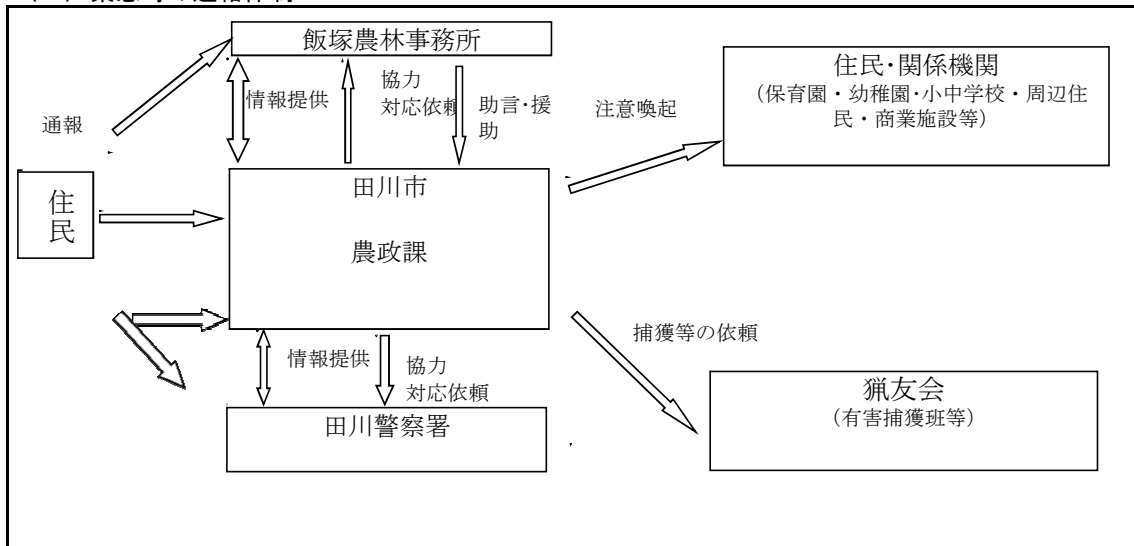 飯塚農林事務所
情報提供
協力
対応依頼
助言・援
助
通報
注意喚起
住民・関係機関
（保育園・幼稚園・小中学校・周辺住
民・商業施設等）
住
民
田川市
農政課
捕獲等の依頼
情報提供
協力
対応依頼
猟友会
（有害捕獲班等）
田川警察署